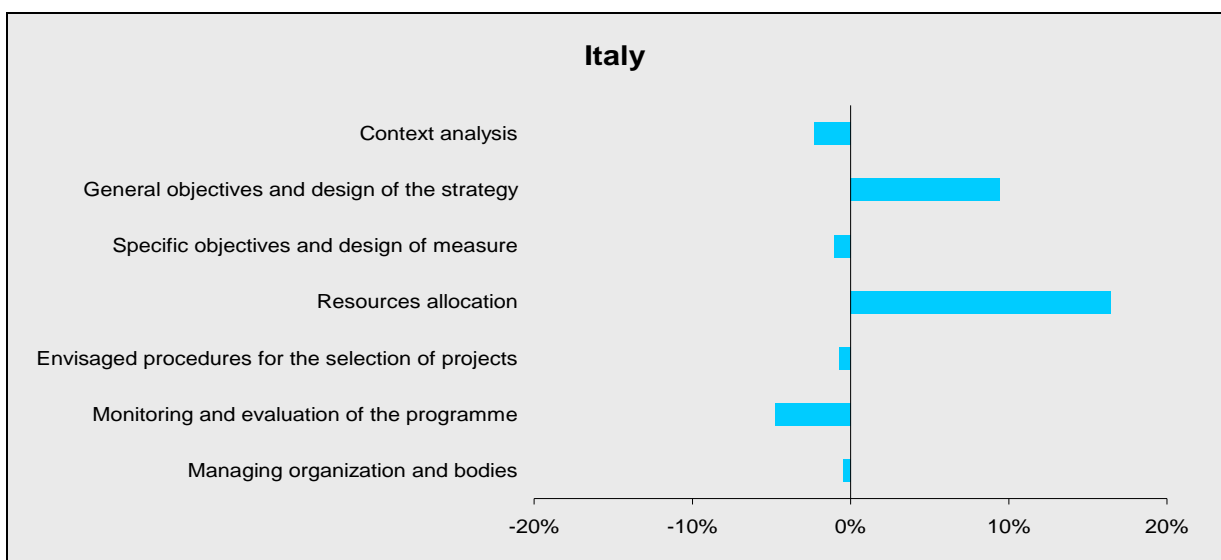 Italy
Context analysis
General objectives and design of the strategy
Specific objectives and design of measure
Resources allocation
Envisaged procedures for the selection of projects
Monitoring and evaluation of the programme
Managing organization and bodies
-20% -10% 0% 10% 20%